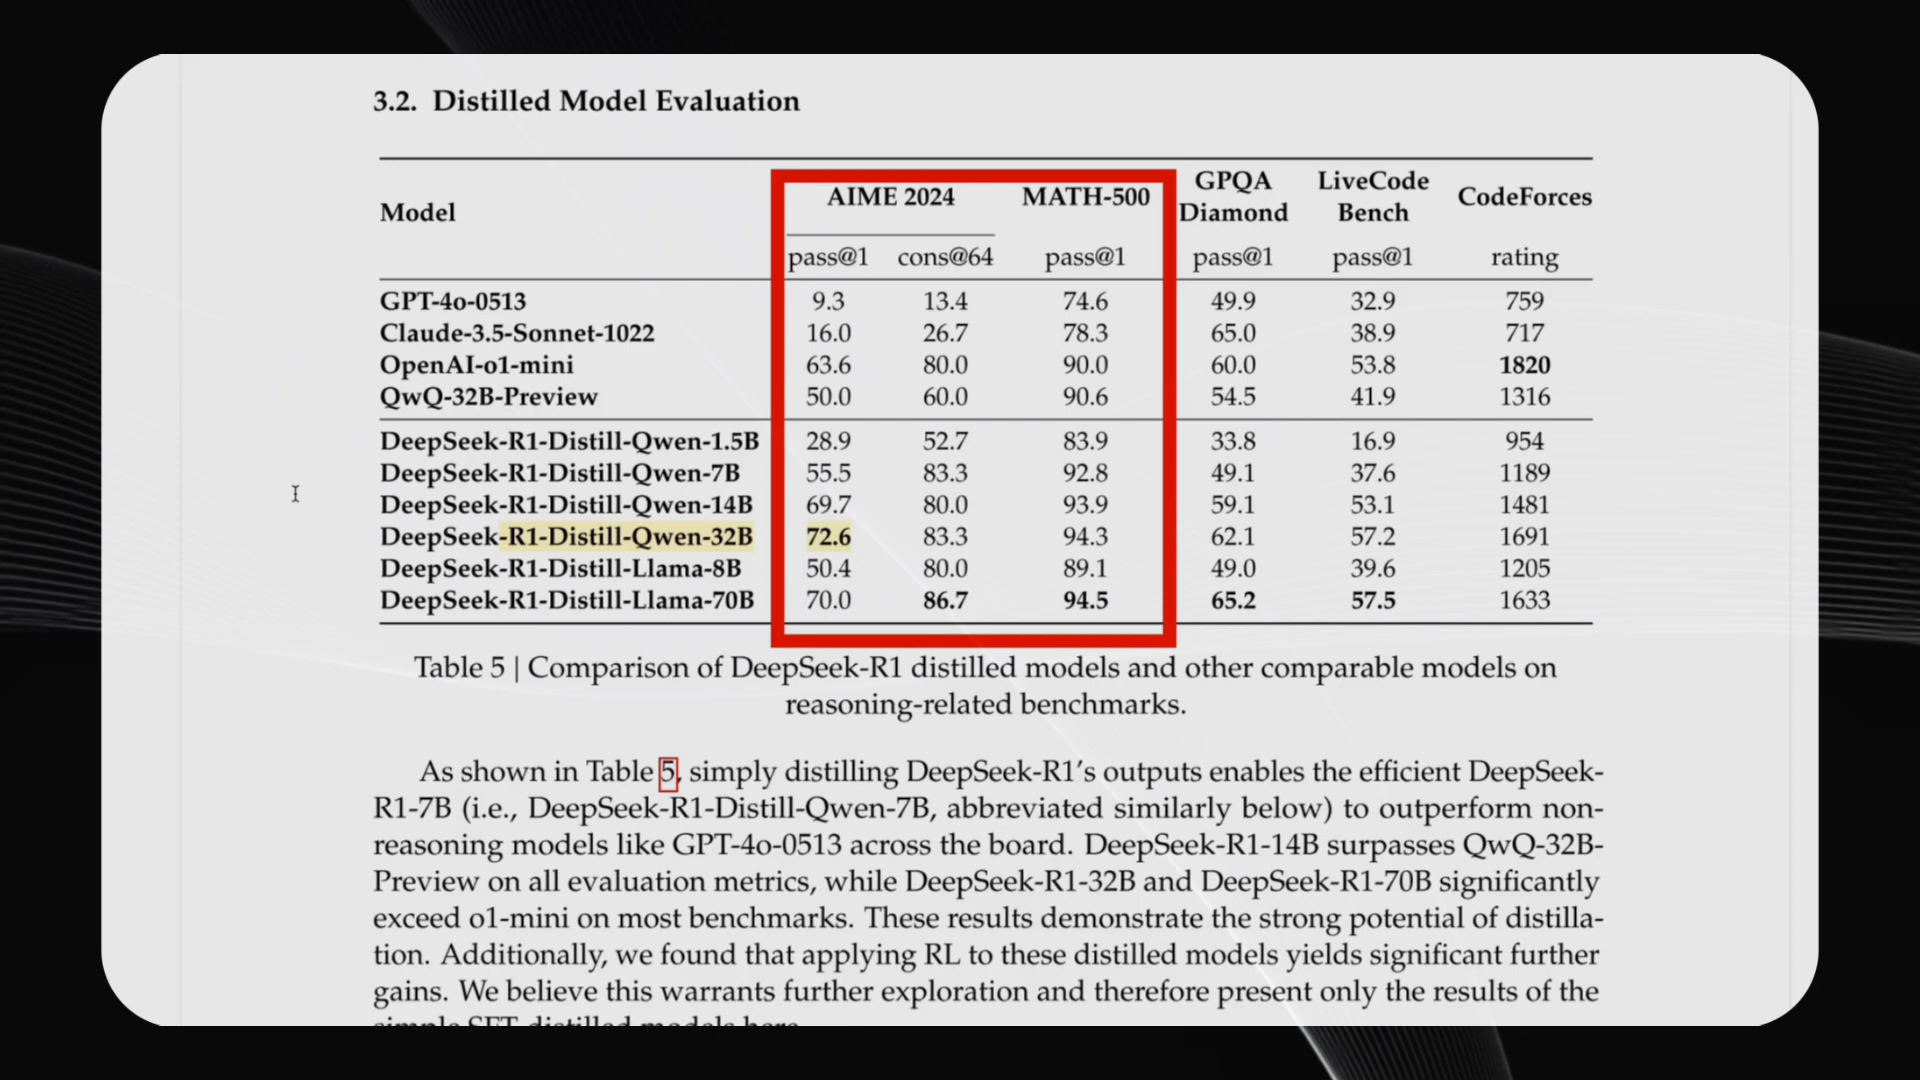 3.2. Distilled Model Evaluation
Model AIME 2024 MATH-500 GPQA Diamond LiveCode Bench CodeForces
pass@1 cons@64 pass@1 pass@1 pass@1 rating
GPT-4o-0513 9.3 13.4 74.6 49.9 32.9 759
Claude-3.5-Sonnet-1022 16.0 26.7 78.3 65.0 38.9 717
OpenAI-o1-mini 63.6 80.0 90.0 60.0 53.8 1820
QwQ-32B-Preview 50.0 60.0 90.6 54.5 41.9 1316
DeepSeek-R1-Distill-Qwen-1.5B 28.9 52.7 83.9 33.8 16.9 954
DeepSeek-R1-Distill-Qwen-7B 55.5 83.3 92.8 49.1 37.6 1189
DeepSeek-R1-Distill-Qwen-14B 69.7 80.0 93.9 59.1 53.1 1481
DeepSeek-R1-Distill-Qwen-32B 72.6 83.3 94.3 62.1 57.2 1691
DeepSeek-R1-Distill-Llama-8B 50.4 80.0 89.1 49.0 39.6 1205
DeepSeek-R1-Distill-Llama-70B 70.0 86.7 94.5 65.2 57.5 1633
Table 5 | Comparison of DeepSeek-R1 distilled models and other comparable models on
reasoning-related benchmarks.
As shown in Table 5, simply distilling DeepSeek-R1's outputs enables the efficient DeepSeek-
R1-7B (i.e., DeepSeek-R1-Distill-Qwen-7B, abbreviated similarly below) to outperform non-
reasoning models like GPT-4o-0513 across the board. DeepSeek-R1-14B surpasses QwQ-32B-
Preview on all evaluation metrics, while DeepSeek-R1-32B and DeepSeek-R1-70B significantly
exceed o1-mini on most benchmarks. These results demonstrate the strong potential of distilla-
tion. Additionally, we found that applying RL to these distilled models yields significant further
gains. We believe this warrants further exploration and therefore present only the results of the
simple SFT-distilled models here.